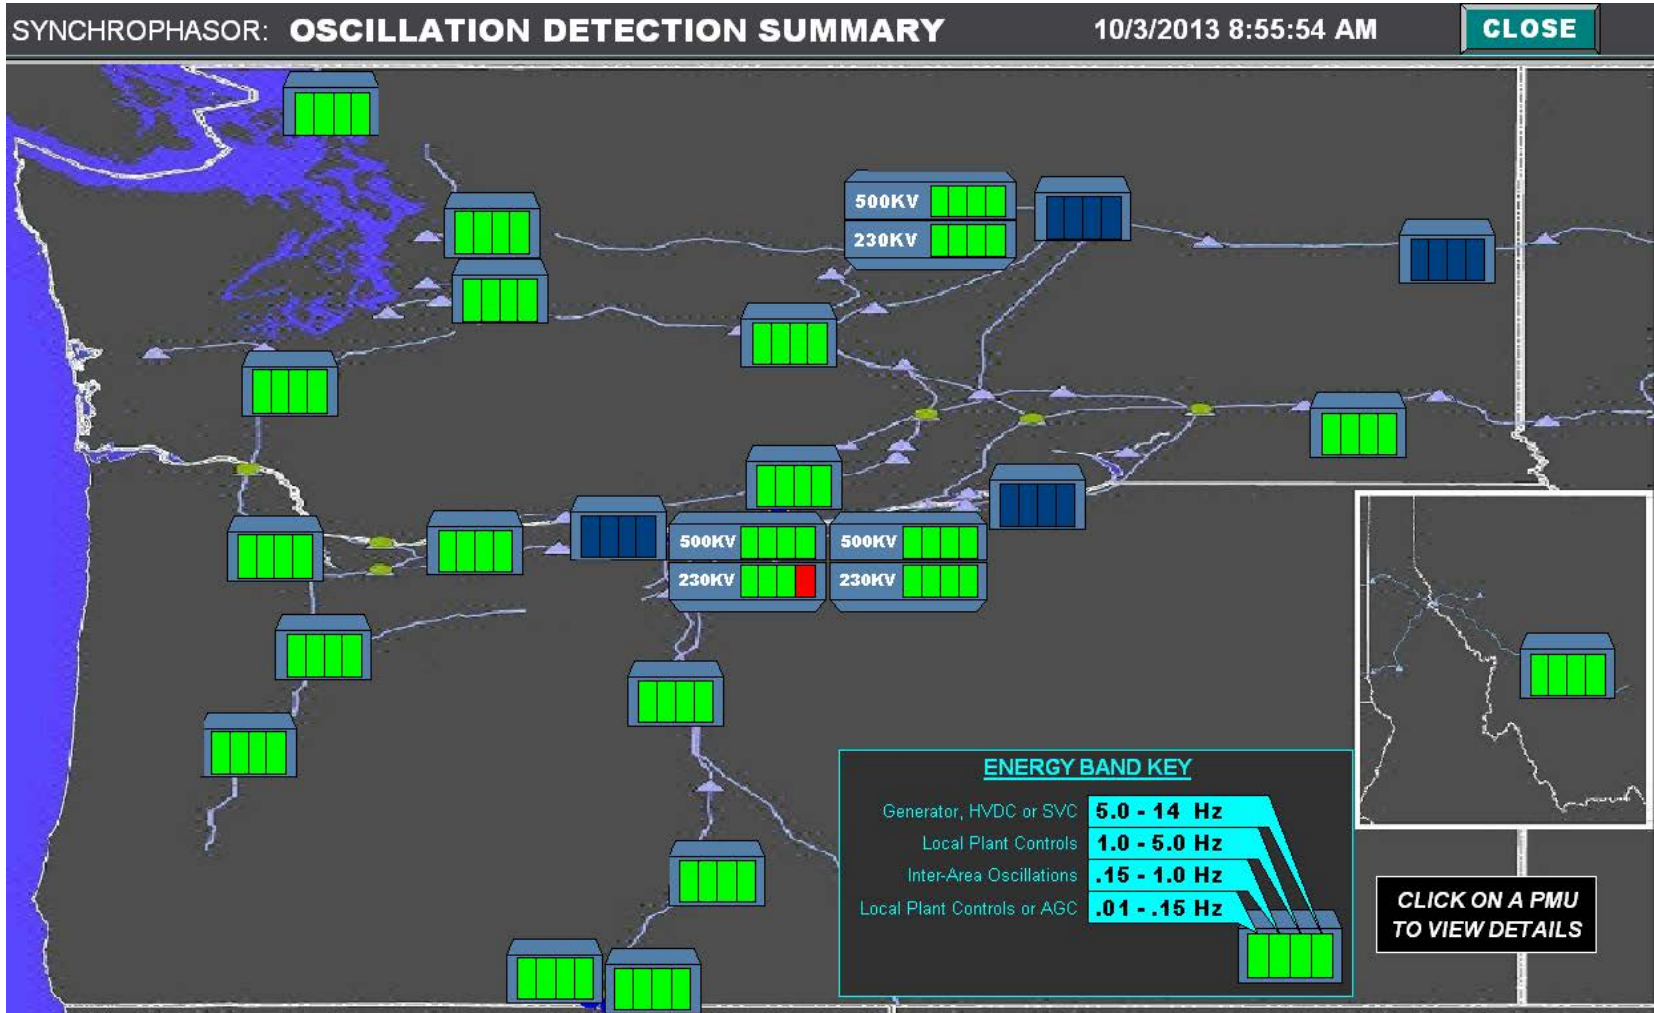 SYNCHROPHASOR: OSCILLATION DETECTION SUMMARY 10/3/2013 8:55:54 AM CLOSE
500KV
230KV
500KV
230KV
500KV
230KV
ENERGY BAND KEY
Generator, HVDC or SVC 5.0 - 14 Hz
Local Plant Controls 1.0 - 5.0 Hz
Inter-Area Oscillations .15 - 1.0 Hz
Local Plant Controls or AGC .01 - .15 Hz
CLICK ON A PMU
TO VIEW DETAILS